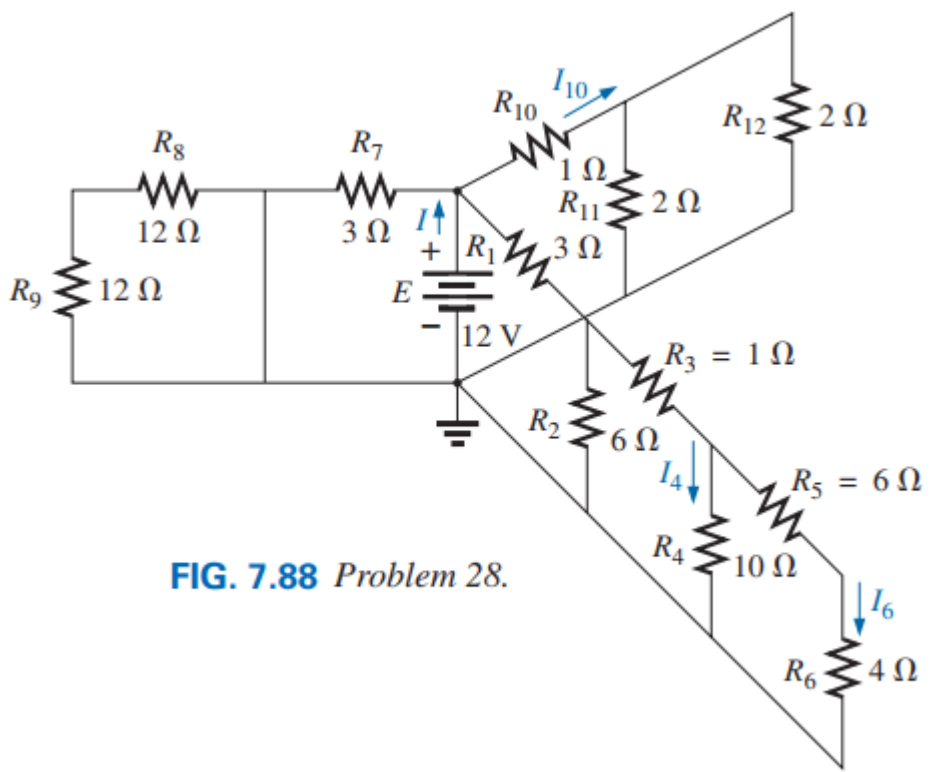 I10
R10
R12
2 Ω
R8
R7
1 Ω
R11
2 Ω
12 Ω
3 Ω
I
+
R1
3 Ω
R9
12 Ω
E
−
12 V
R3 = 1 Ω
R2
6 Ω
I4
R5 = 6 Ω
R4
10 Ω
FIG. 7.88 Problem 28.
I6
R6
4 Ω